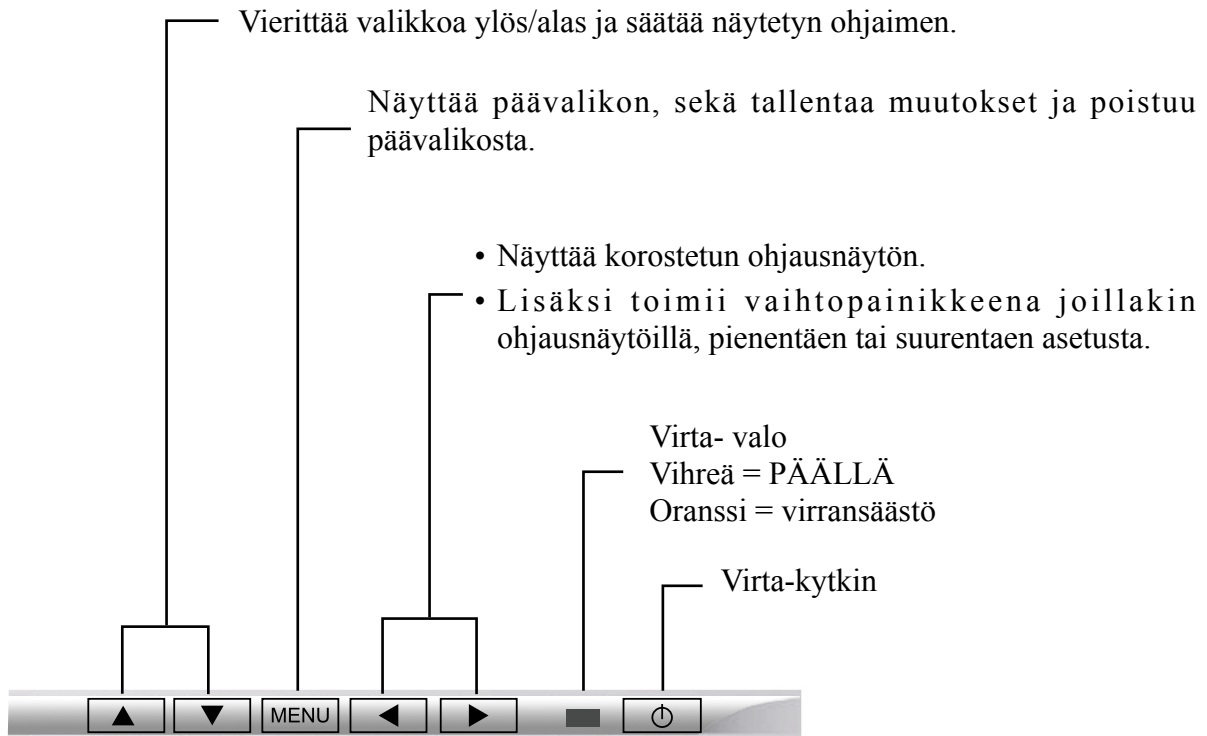 Vierittää valikkoa ylös/alas ja säätää näytetyn ohjaimen.
Näyttää päävalikon, sekä tallentaa muutokset ja poistuu
päävalikosta.
• Näyttää korostetun ohjausnäytön.
• Lisäksi toimii vaihtopainikkeena joillakin
ohjausnäytöillä, pienentäen tai suurentaen asetusta.
Virta- valo
Vihreä = PÄÄLLÄ
Oranssi = virransäästö
Virta-kytkin
MENU